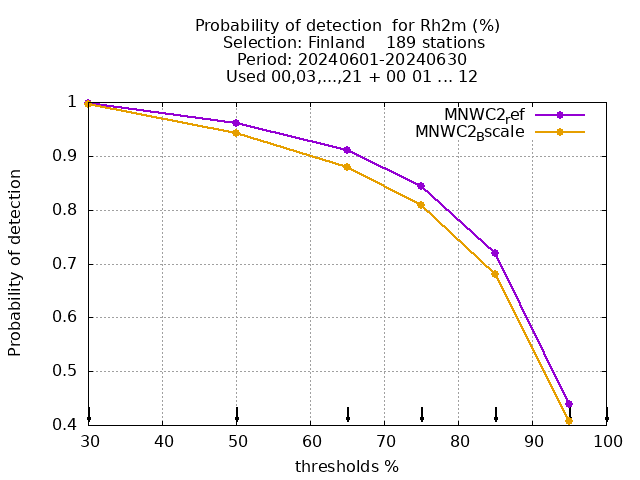 Probability of detection  for Rh2m (%)
Selection: Finland    189 stations
Period: 20240601-20240630
Used 00,03,...,21 + 00 01 ... 12
MNWC2ref
MNWC2Bscale
1
0.9
0.8
0.7
0.6
0.5
0.4
Probability of detection
30 40 50 60 70 80 90 100
thresholds %